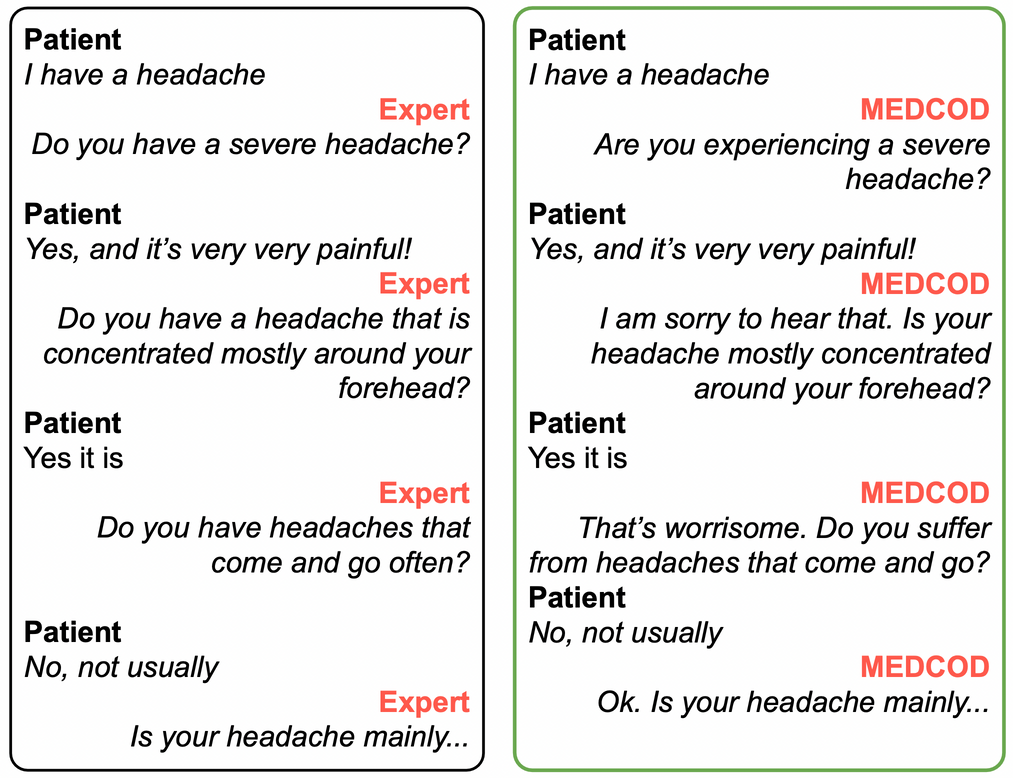 Patient
I have a headache
Expert
Do you have a severe headache?
Patient
Yes, and it’s very very painful!
Expert
Do you have a headache that is
concentrated mostly around your
forehead?
Patient
Yes it is
Expert
Do you have headaches that
come and go often?
Patient
No, not usually
Expert
Is your headache mainly...
Patient
I have a headache
MEDCOD
Are you experiencing a severe
headache?
Patient
Yes, and it’s very very painful!
MEDCOD
I am sorry to hear that. Is your
headache mostly concentrated
around your forehead?
Patient
Yes it is
MEDCOD
That’s worrisome. Do you suffer
from headaches that come and go?
Patient
No, not usually
MEDCOD
Ok. Is your headache mainly...